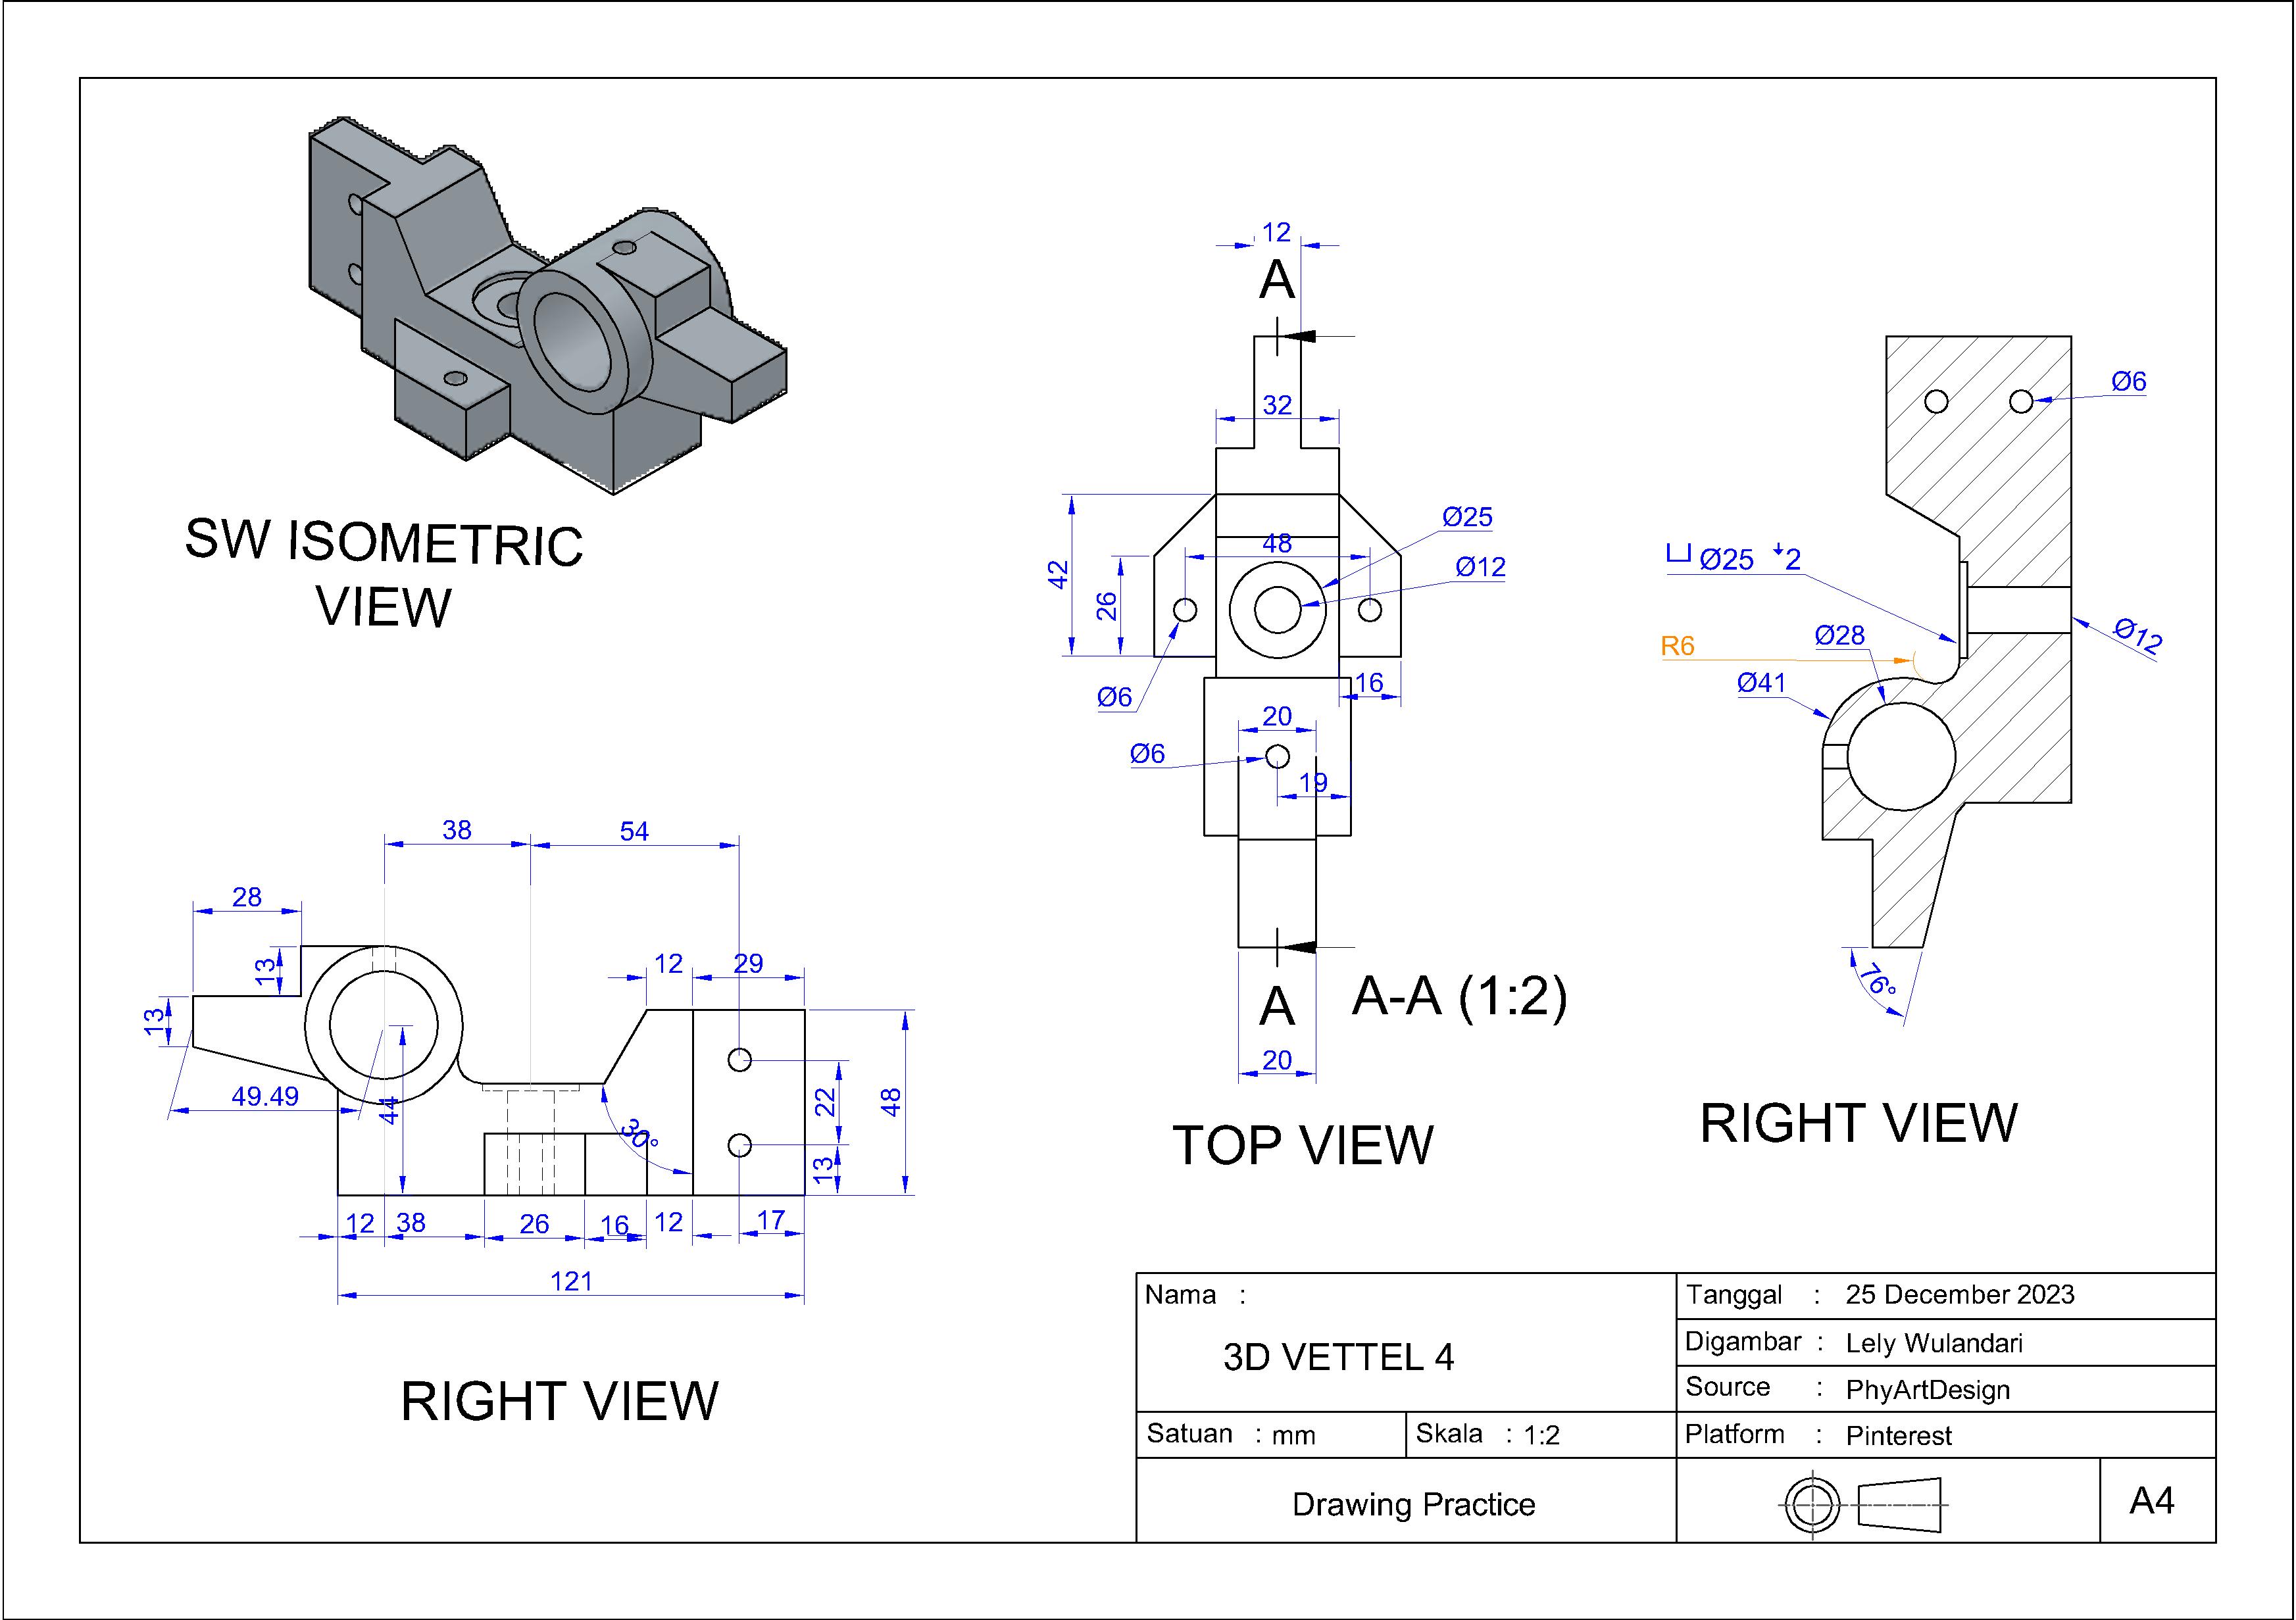 SW ISOMETRIC
VIEW
12
A
32
42
26
48
Ø25
Ø12
Ø6
16
20
Ø6
19
A
20
A-A (1:2)
TOP VIEW
Ø6
⌴ Ø25 ↓2
R6
Ø28
Ø41
Ø12
76°
RIGHT VIEW
38
54
28
13
13
12
29
49.49
44
30°
22
13
48
12
38
26
16
12
17
121
RIGHT VIEW
Nama :
3D VETTEL 4
Satuan : mm
Skala : 1:2
Drawing Practice
Tanggal : 25 December 2023
Digambar : Lely Wulandari
Source : PhyArtDesign
Platform : Pinterest
A4